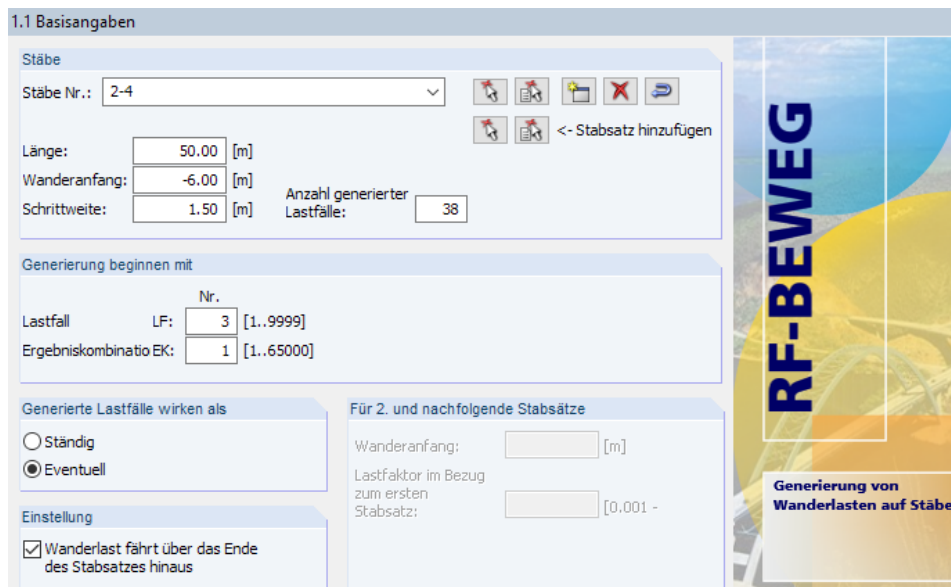 1.1 Basisangaben
Stäbe
Stäbe Nr.: 2-4
<- Stabsatz hinzufügen
Länge: 50.00 [m]
Wanderanfang: -6.00 [m]
Schrittweite: 1.50 [m]
Anzahl generierter
Lastfälle: 38
Generierung beginnen mit
Nr.
Lastfall LF: 3 [1..9999]
Ergebniskombinatio EK: 1 [1..65000]
Generierte Lastfälle wirken als
Ständig
Eventuell
Für 2. und nachfolgende Stabsätze
Wanderanfang: [m]
Lastfaktor im Bezug
zum ersten
Stabsatz: [0.001 -
Einstellung
Wanderlast fährt über das Ende
des Stabsatzes hinaus
RF-BEWEG
Generierung von
Wanderlasten auf Stäbe